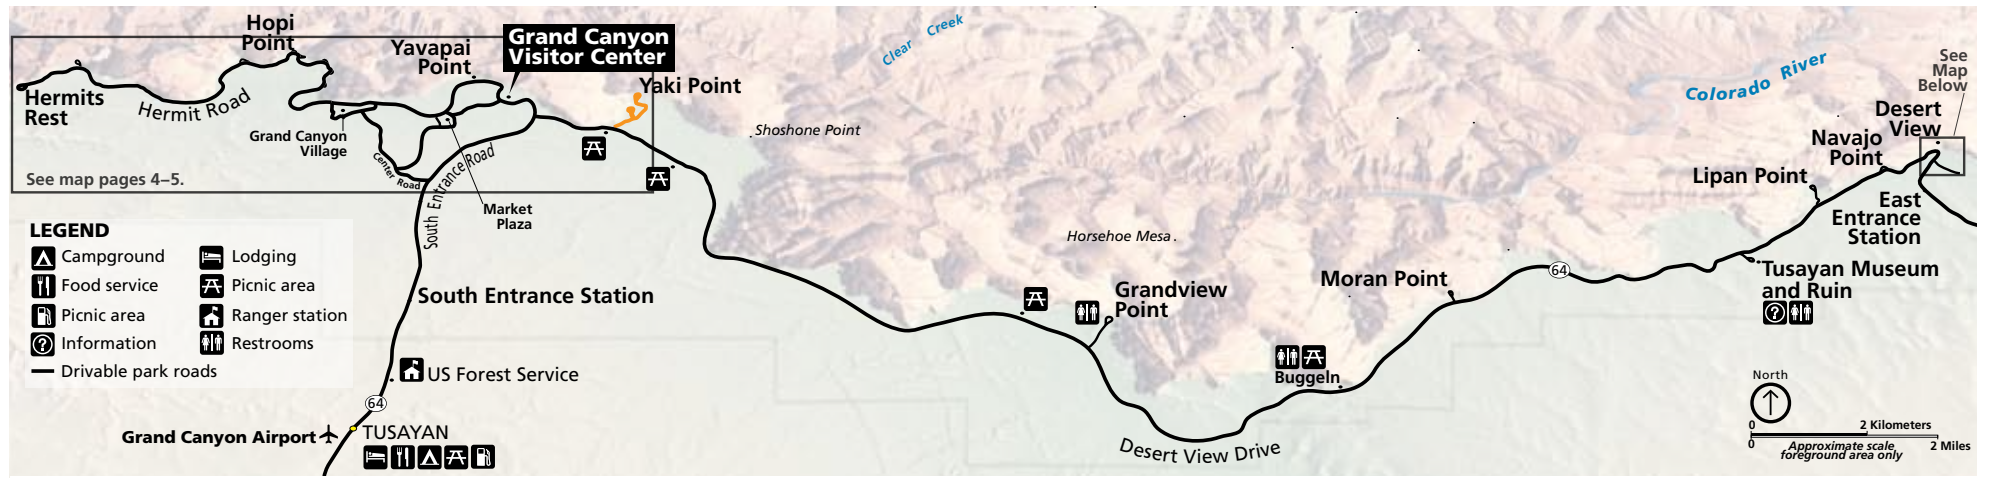 Hopi
Point
Yavapai
Point
Grand Canyon
Visitor Center
Yaki Point
Hermits
Rest
Hermit Road
Grand Canyon
Village
Center Road
South Entrance Road
Market
Plaza
See map pages 4–5.
Clear Creek
Shoshone Point
Horsehoe Mesa
Colorado River
See
Map
Below
Desert
View
Navajo
Point
Lipan Point
East
Entrance
Station
LEGEND
Campground
Lodging
Food service
Picnic area
Picnic area
Ranger station
Information
Restrooms
Drivable park roads
South Entrance Station
US Forest Service
64
Grand Canyon Airport
TUSAYAN
Grandview
Point
Buggeln
Desert View Drive
Moran Point
64
Tusayan Museum
and Ruin
North
0 2 Kilometers
0 2 Miles
Approximate scale
foreground area only